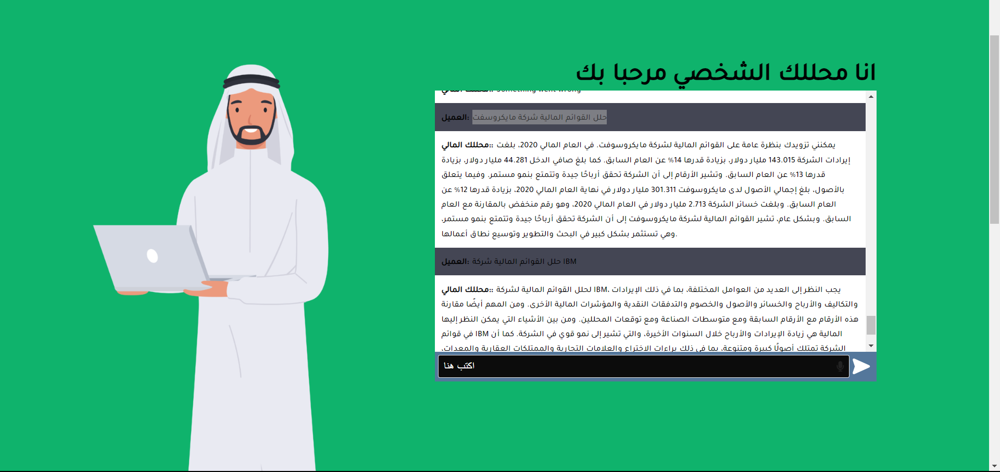 انا محللك الشخصي مرحبا بك
محللك المالي:: Something went wrong
العميل: حلل القوائم المالية شركة مايكروسفت
محللك المالي:: يمكنني تزويدك بنظرة عامة على القوائم المالية لشركة مايكروسوفت. في العام المالي 2020، بلغت
إيرادات الشركة 143.015 مليار دولار، بزيادة قدرها 14% عن العام السابق. كما بلغ صافي الدخل 44.281 مليار دولار، بزيادة
قدرها 13% عن العام السابق. وتشير الأرقام إلى أن الشركة تحقق أرباحًا جيدة وتتمتع بنمو مستمر. وفيما يتعلق
بالأصول، بلغ إجمالي الأصول لدى مايكروسوفت 301.311 مليار دولار في نهاية العام المالي 2020، بزيادة قدرها 12% عن
العام السابق. وبلغت خسائر الشركة 2.713 مليار دولار في العام المالي 2020، وهو رقم منخفض بالمقارنة مع العام
السابق. وبشكل عام، تشير القوائم المالية لشركة مايكروسوفت إلى أن الشركة تحقق أرباحًا جيدة وتتمتع بنمو مستمر،
وهي تستثمر بشكل كبير في البحث والتطوير وتوسيع نطاق أعمالها.
العميل: حلل القوائم المالية شركة IBM
محللك المالي:: لحلل القوائم المالية لشركة IBM، يجب النظر إلى العديد من العوامل المختلفة، بما في ذلك الإيرادات
والتكاليف والأرباح والخسائر والأصول والخصوم والتدفقات النقدية والمؤشرات المالية الأخرى. ومن المهم أيضًا مقارنة
هذه الأرقام مع الأرقام السابقة ومع متوسطات الصناعة ومع توقعات المحللين. ومن بين الأشياء التي يمكن النظر إليها
في قوائم IBM المالية هي زيادة الإيرادات والأرباح خلال السنوات الأخيرة، والتي تشير إلى نمو قوي في الشركة. كما أن
الشركة تمتلك أصولًا كبيرة ومتنوعة، بما في ذلك براءات الاختراع والعلامات التجارية والممتلكات العقارية والمعدات،
اكتب هنا